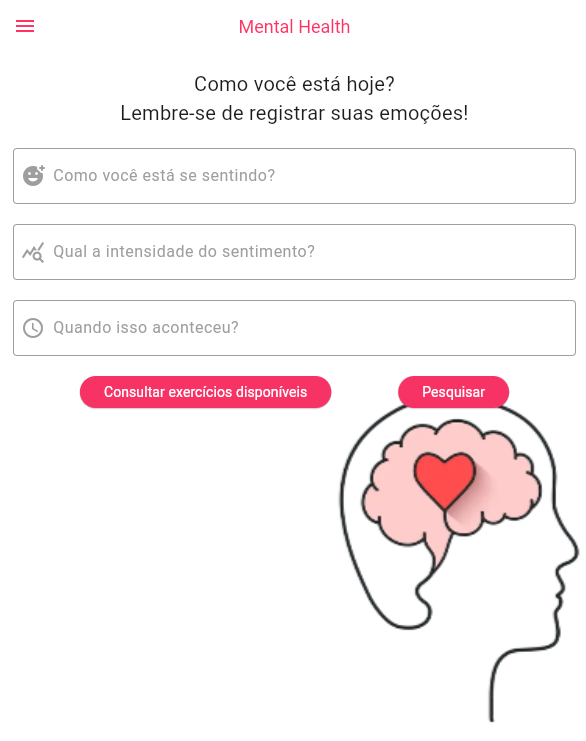 Mental Health
Como você está hoje?
Lembre-se de registrar suas emoções!
Como você está se sentindo?
Qual a intensidade do sentimento?
Quando isso aconteceu?
Consultar exercícios disponíveis
Pesquisar